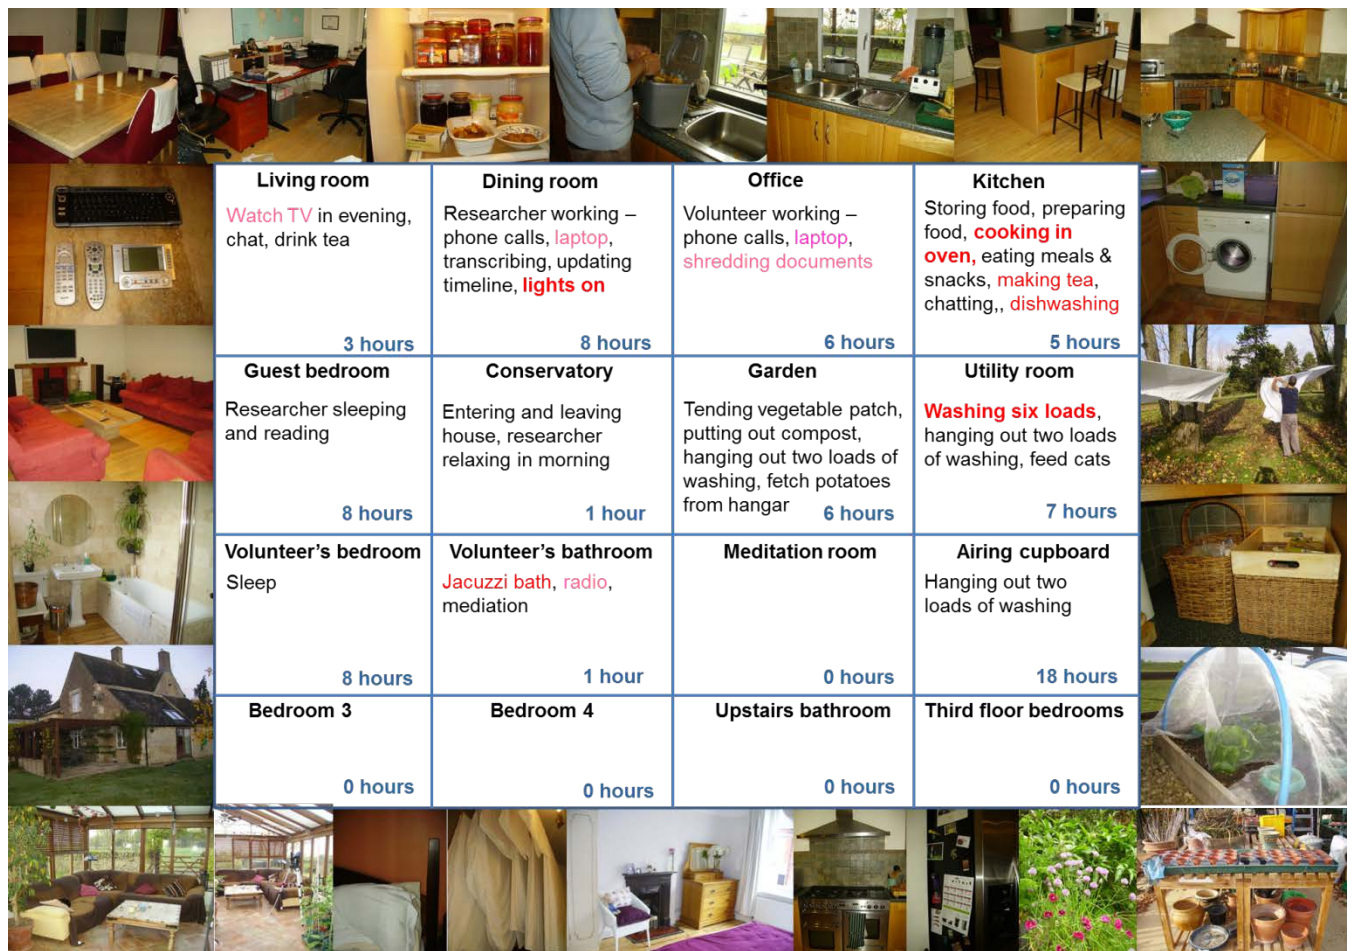 Living room
Watch TV in evening,
chat, drink tea
3 hours
Dining room
Researcher working –
phone calls, laptop,
transcribing, updating
timeline, lights on
8 hours
Office
Volunteer working –
phone calls, laptop,
shredding documents
6 hours
Kitchen
Storing food, preparing
food, cooking in
oven, eating meals &
snacks, making tea,
chatting,, dishwashing
5 hours
Guest bedroom
Researcher sleeping
and reading
8 hours
Conservatory
Entering and leaving
house, researcher
relaxing in morning
1 hour
Garden
Tending vegetable patch,
putting out compost,
hanging out two loads of
washing, fetch potatoes
from hangar
6 hours
Utility room
Washing six loads,
hanging out two loads
of washing, feed cats
7 hours
Volunteer's bedroom
Sleep
8 hours
Volunteer's bathroom
Jacuzzi bath, radio,
mediation
1 hour
Meditation room
0 hours
Airing cupboard
Hanging out two
loads of washing
18 hours
Bedroom 3
0 hours
Bedroom 4
0 hours
Upstairs bathroom
0 hours
Third floor bedrooms
0 hours